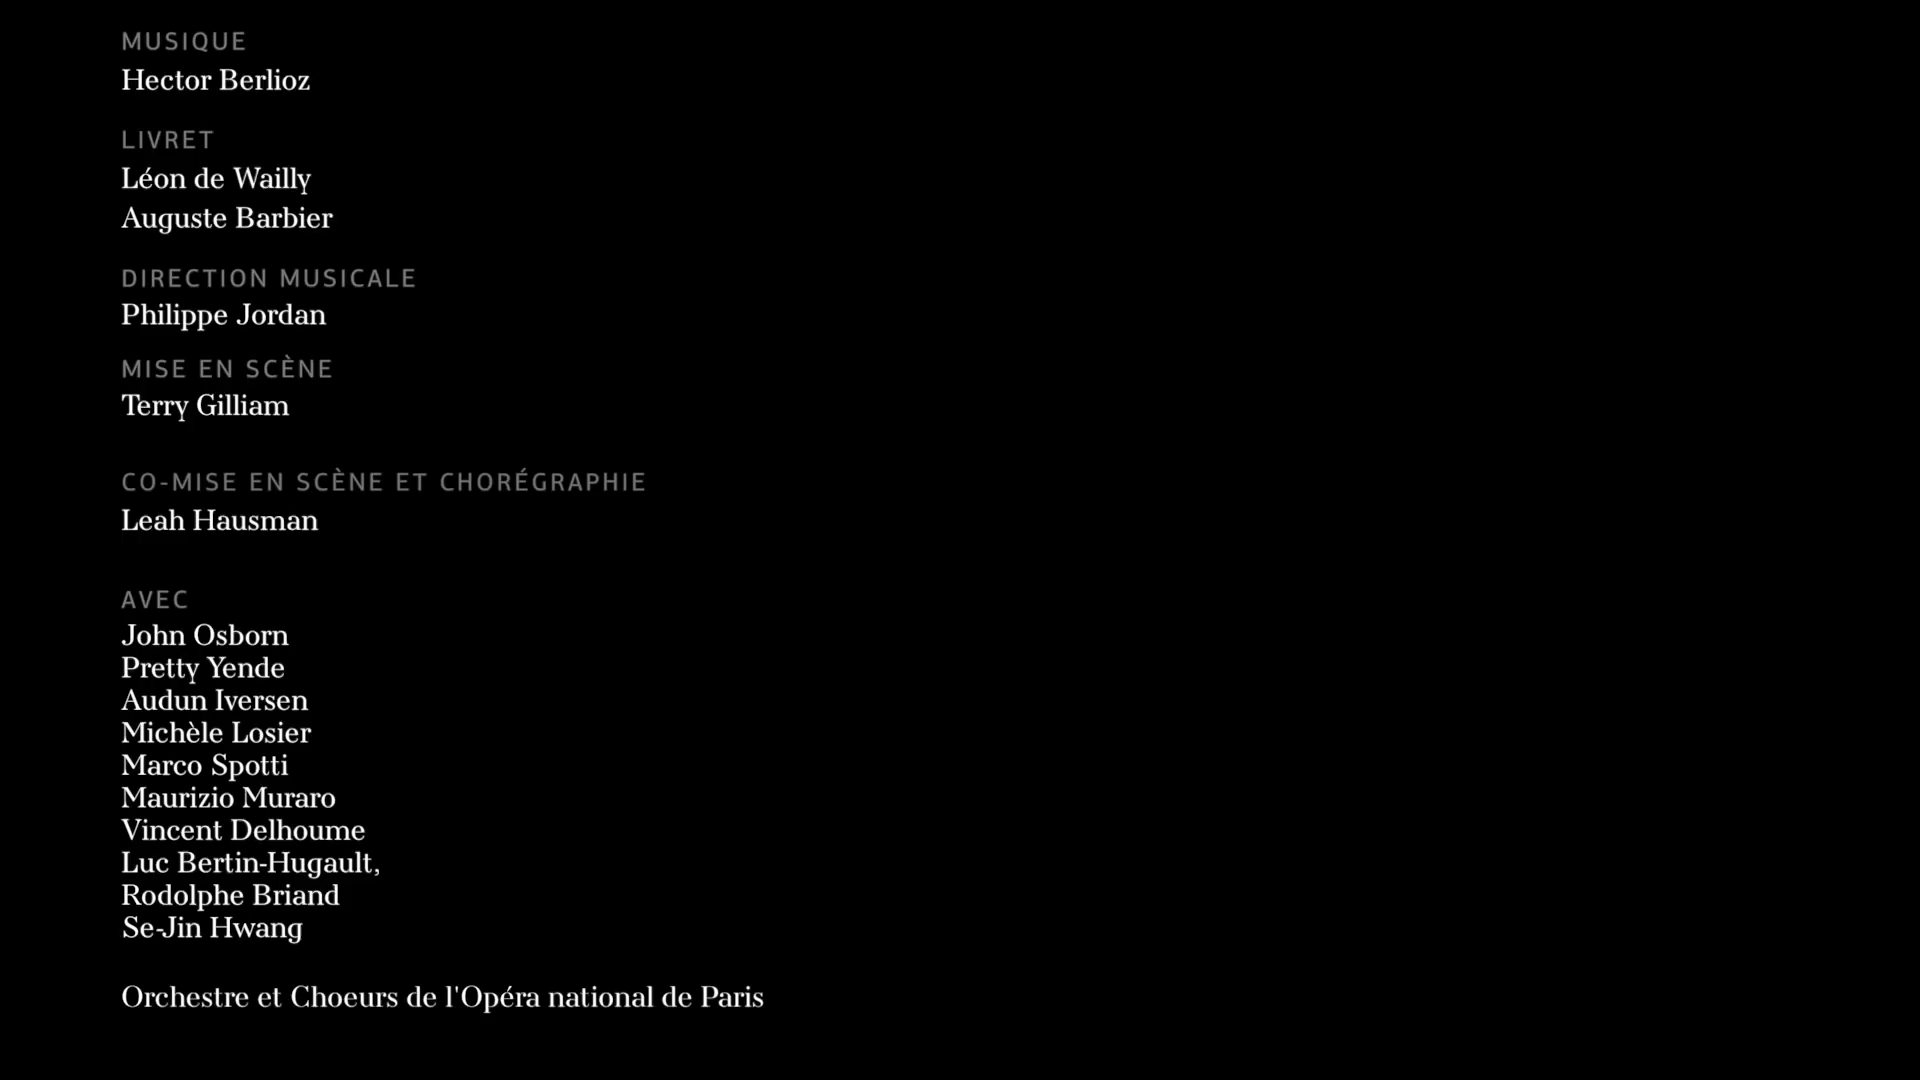 MUSIQUE
Hector Berlioz
LIVRET
Léon de Wailly
Auguste Barbier
DIRECTION MUSICALE
Philippe Jordan
MISE EN SCÈNE
Terry Gilliam
CO-MISE EN SCÈNE ET CHORÉGRAPHIE
Leah Hausman
AVEC
John Osborn
Pretty Yende
Audun Iversen
Michèle Losier
Marco Spotti
Maurizio Muraro
Vincent Delhoume
Luc Bertin-Hugault,
Rodolphe Briand
Se-Jin Hwang
Orchestre et Choeurs de l'Opéra national de Paris